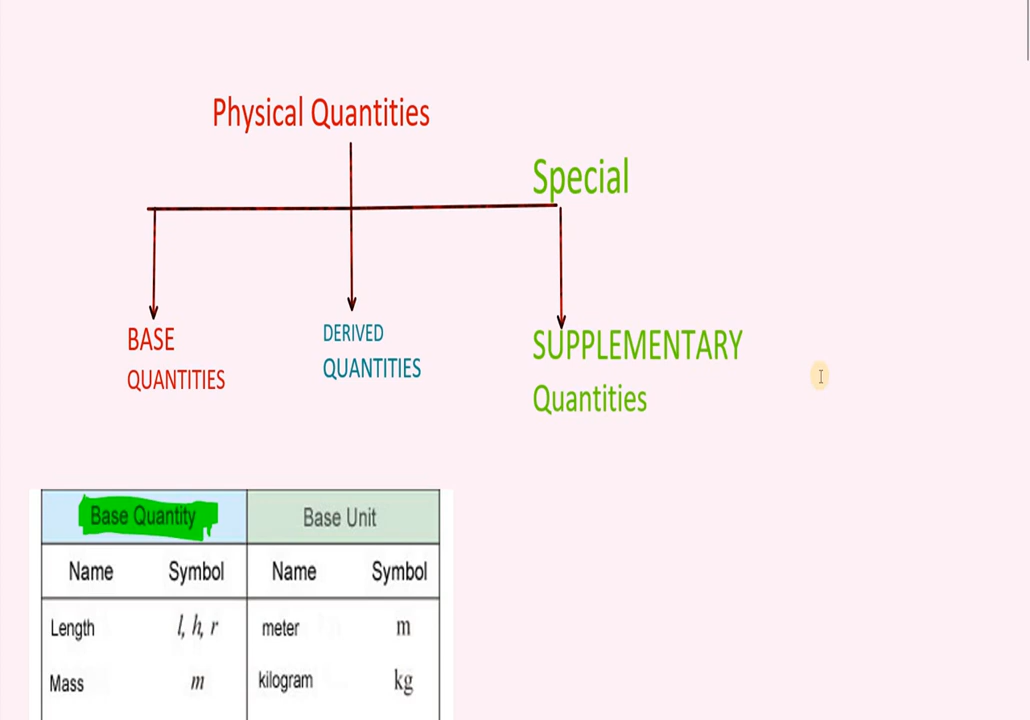 Physical Quantities
Special
BASE
QUANTITIES
DERIVED
QUANTITIES
SUPPLEMENTARY
Quantities
Base Quantity Base Unit
Name Symbol Name Symbol
Length l, h, r meter m
Mass m kilogram kg